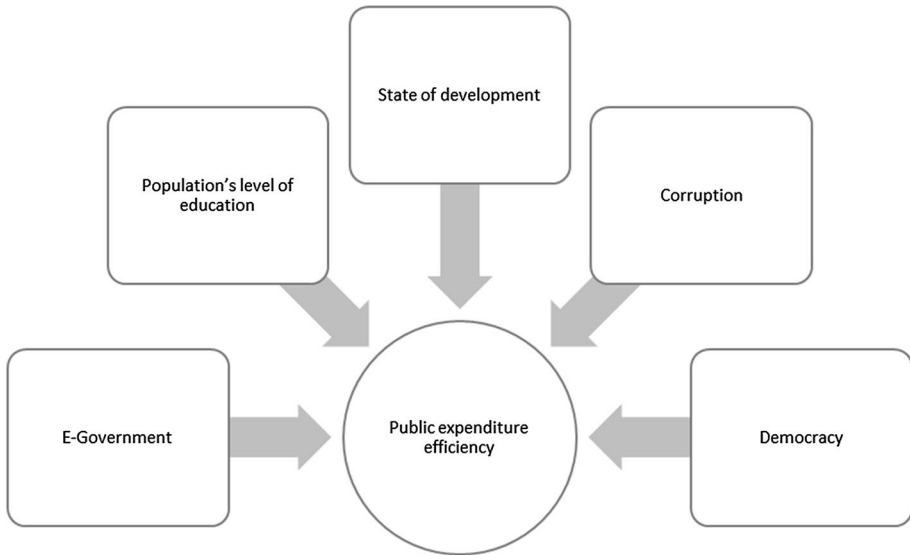 State of development
Population’s level of
education
Corruption
E-Government
Public expenditure
efficiency
Democracy